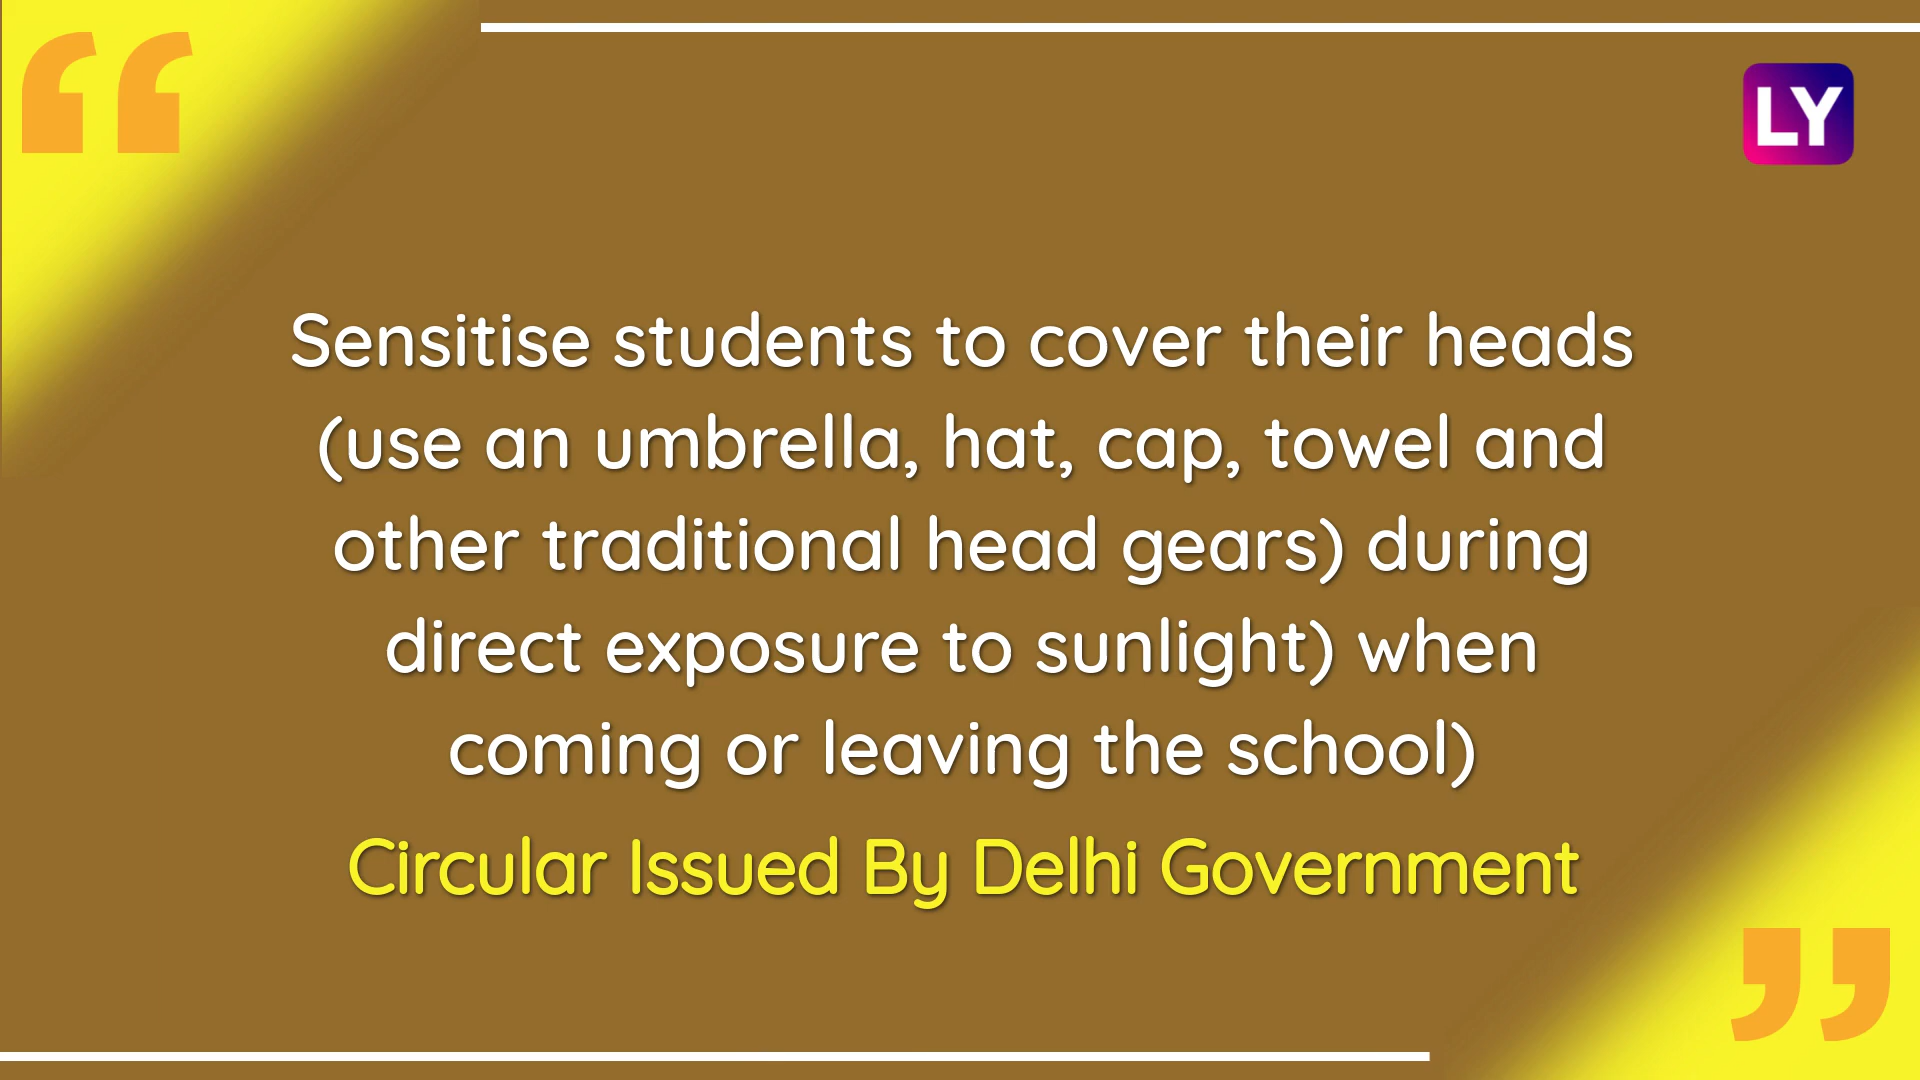 “
LY
Sensitise students to cover their heads
(use an umbrella, hat, cap, towel and
other traditional head gears) during
direct exposure to sunlight) when
coming or leaving the school)
Circular Issued By Delhi Government
”